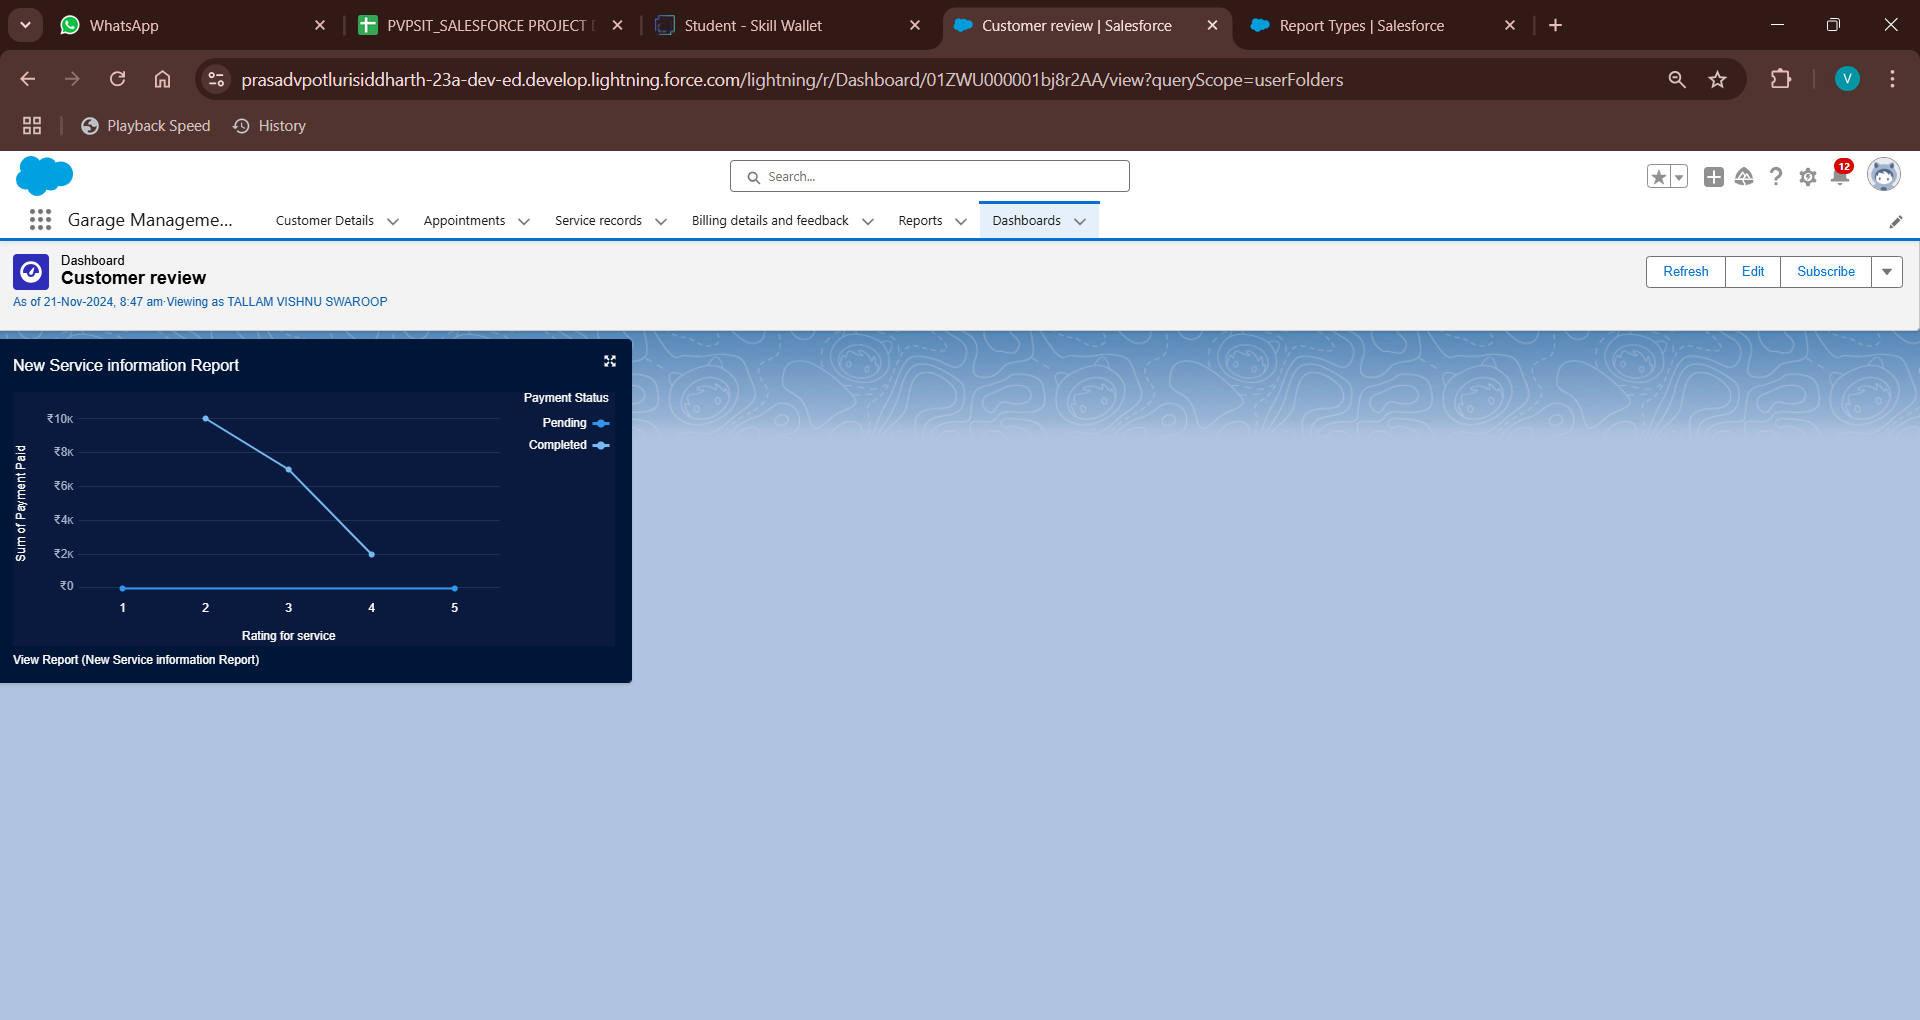 WhatsApp
PVPSIT_SALESFORCE PROJECT
Student - Skill Wallet
Customer review | Salesforce
Report Types | Salesforce
prasadvpotlurisiddharth-23a-dev-ed.develop.lightning.force.com/lightning/r/Dashboard/01ZWU000001bj8r2AA/view?queryScope=userFolders
V
Playback Speed
History
Search...
12
Garage Manageme...
Customer Details
Appointments
Service records
Billing details and feedback
Reports
Dashboards
Dashboard
Customer review
As of 21-Nov-2024, 8:47 am·Viewing as TALLAM VISHNU SWAROOP
Refresh
Edit
Subscribe
New Service information Report
Payment Status
Pending
Completed
Sum of Payment Paid
₹10K
₹8K
₹6K
₹4K
₹2K
₹0
1 2 3 4 5
Rating for service
View Report (New Service information Report)